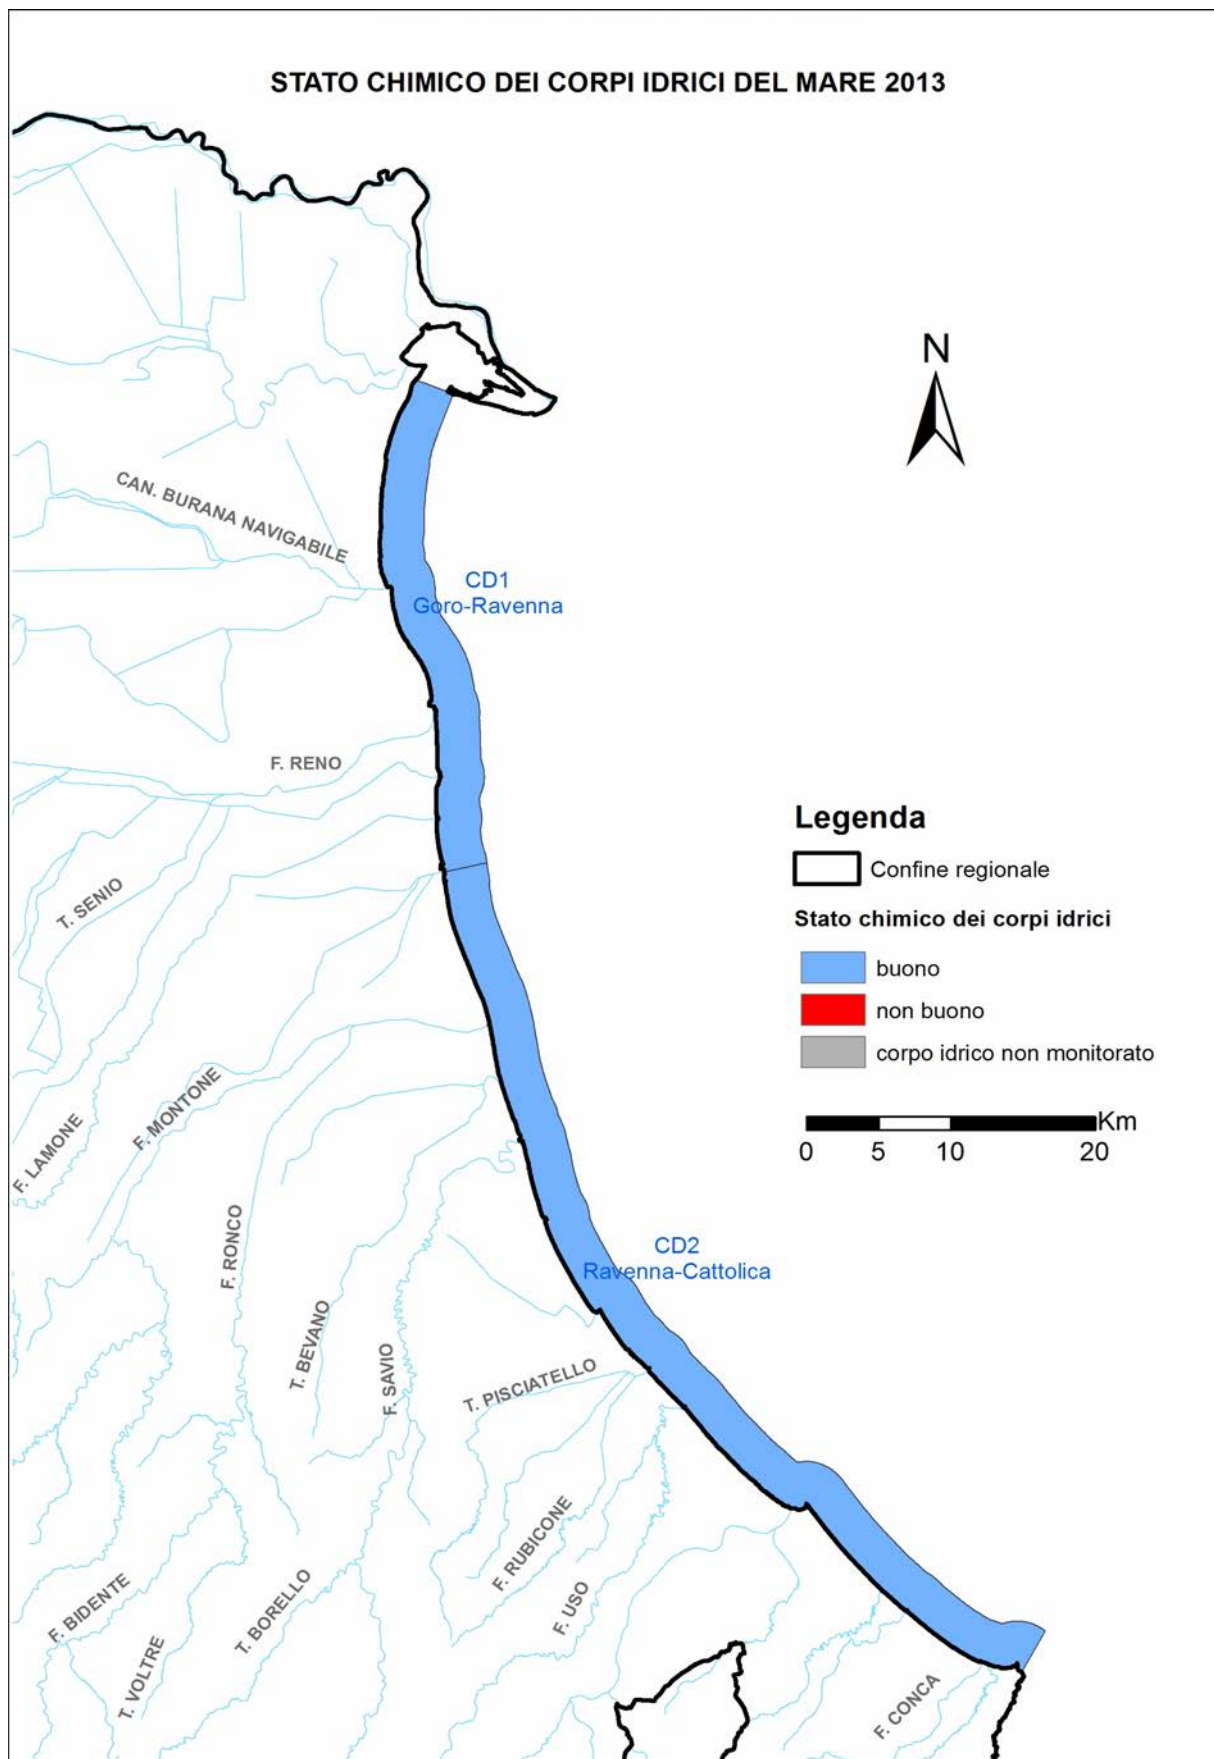 STATO CHIMICO DEI CORPI IDRICI DEL MARE 2013
N
CAN. BURANA NAVIGABILE
CD1
Goro-Ravenna
F. RENO
Legenda
Confine regionale
T. SENIO
Stato chimico dei corpi idrici
buono
non buono
corpo idrico non monitorato
F. LAMONE
F. MONTONE
Km
0 5 10 20
F. RONCO
CD2
Ravenna-Cattolica
T. BEVANO
F. SAVIO
T. PISCIATELLO
F. RUBICONE
F. BIDENTE
T. BORELLO
F. USO
T. VOLTRE
F. CONCA